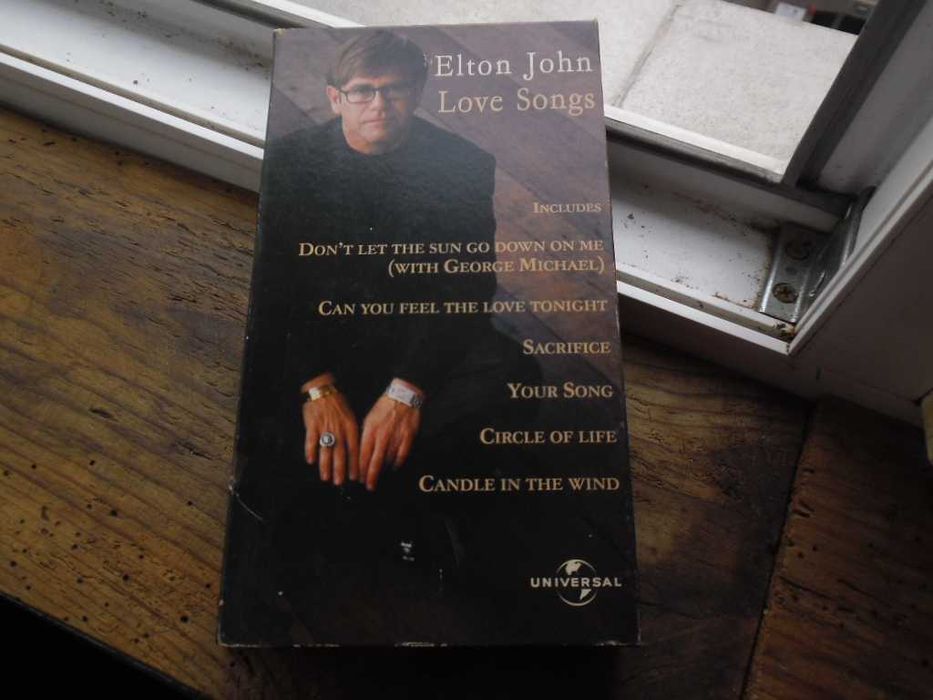 Elton John
Love Songs
Includes
Don't let the sun go down on me
(with George Michael)
Can you feel the love tonight
Sacrifice
Your Song
Circle of life
Candle in the wind
UNIVERSAL